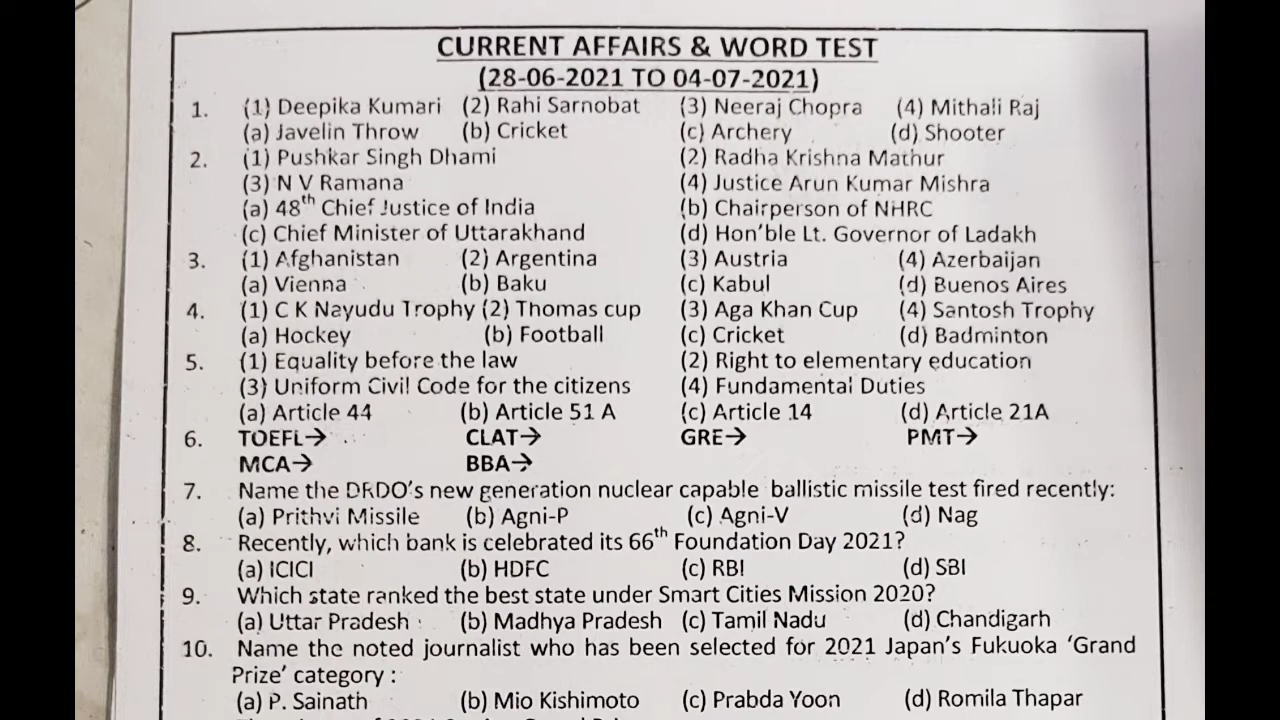 CURRENT AFFAIRS & WORD TEST
(28-06-2021 TO 04-07-2021)
1. (1) Deepika Kumari (2) Rahi Sarnobat (3) Neeraj Chopra (4) Mithali Raj
(a) Javelin Throw (b) Cricket (c) Archery (d) Shooter
2. (1) Pushkar Singh Dhami (2) Radha Krishna Mathur
(3) N V Ramana (4) Justice Arun Kumar Mishra
(a) 48th Chief Justice of India (b) Chairperson of NHRC
(c) Chief Minister of Uttarakhand (d) Hon'ble Lt. Governor of Ladakh
3. (1) Afghanistan (2) Argentina (3) Austria (4) Azerbaijan
(a) Vienna (b) Baku (c) Kabul (d) Buenos Aires
4. (1) C K Nayudu Trophy (2) Thomas cup (3) Aga Khan Cup (4) Santosh Trophy
(a) Hockey (b) Football (c) Cricket (d) Badminton
5. (1) Equality before the law (2) Right to elementary education
(3) Uniform Civil Code for the citizens (4) Fundamental Duties
(a) Article 44 (b) Article 51 A (c) Article 14 (d) Article 21A
6. TOEFL→ CLAT→ GRE→ PMT→
MCA→ BBA→
7. Name the DRDO's new generation nuclear capable ballistic missile test fired recently:
(a) Prithvi Missile (b) Agni-P (c) Agni-V (d) Nag
8. Recently, which bank is celebrated its 66th Foundation Day 2021?
(a) ICICI (b) HDFC (c) RBI (d) SBI
9. Which state ranked the best state under Smart Cities Mission 2020?
(a) Uttar Pradesh (b) Madhya Pradesh (c) Tamil Nadu (d) Chandigarh
10. Name the noted journalist who has been selected for 2021 Japan's Fukuoka 'Grand
Prize' category :
(a) P. Sainath (b) Mio Kishimoto (c) Prabda Yoon (d) Romila Thapar